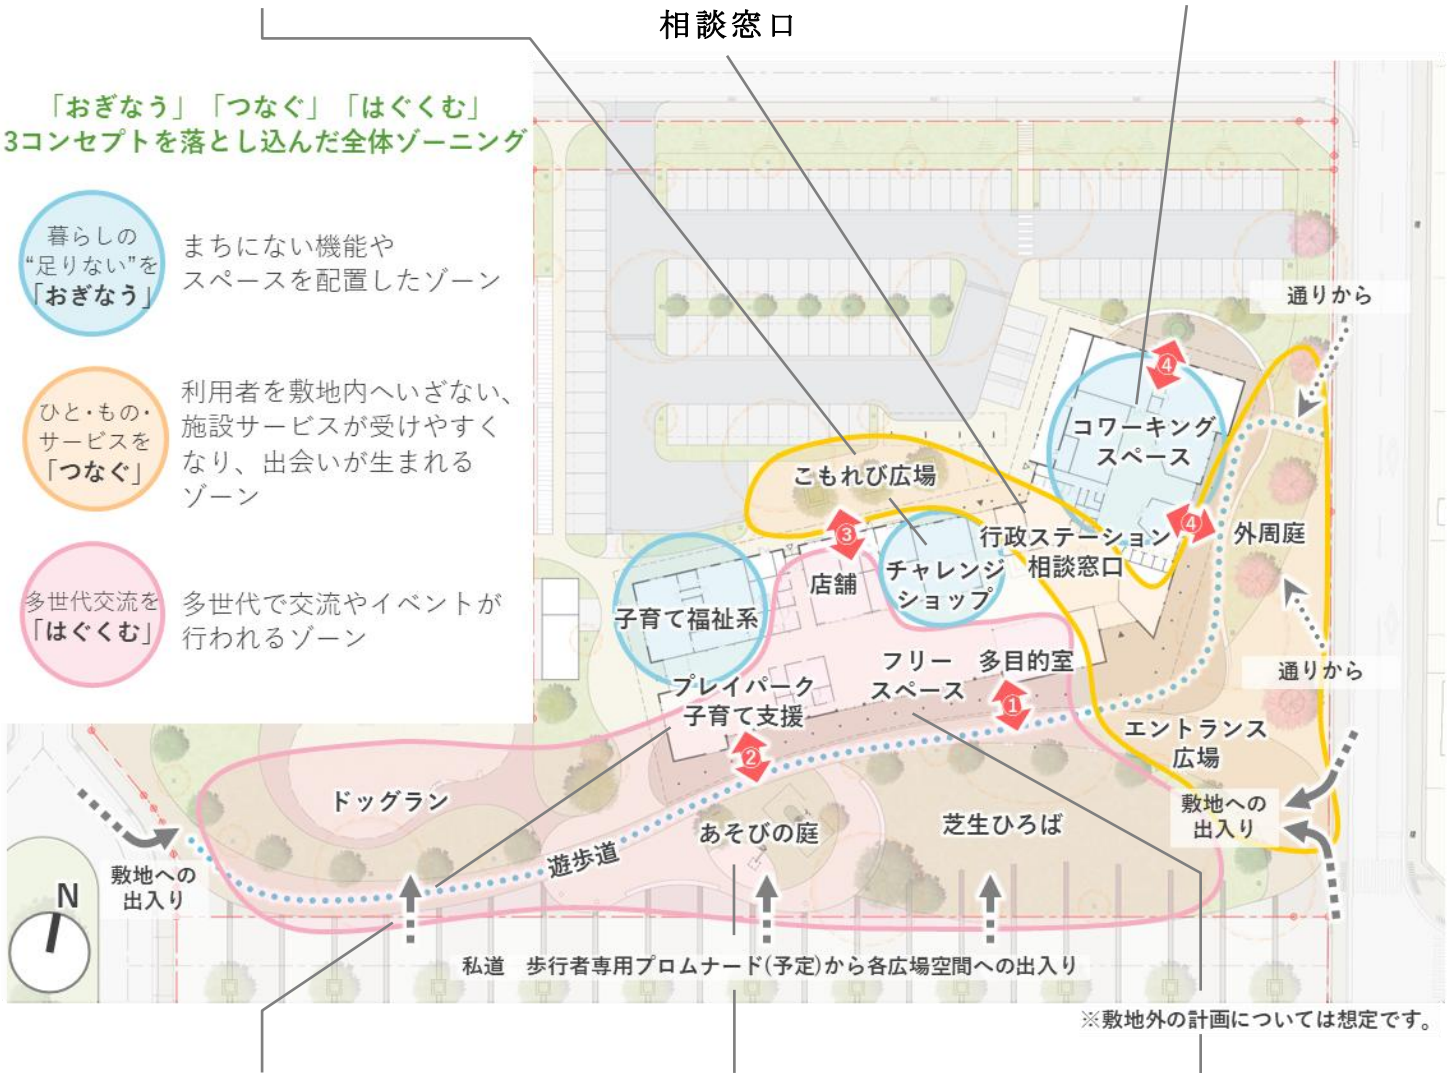 相談窓口
「おぎなう」「つなぐ」「はぐくむ」
3コンセプトを落とし込んだ全体ゾーニング
暮らしの
“足りない”を
「おぎなう」
まちにない機能や
スペースを配置したゾーン
ひと・もの・
サービスを
「つなぐ」
利用者を敷地内へいざない、
施設サービスが受けやすく
なり、出会いが生まれる
ゾーン
多世代交流を
「はぐくむ」
多世代で交流やイベントが
行われるゾーン
通りから
④
コワーキング
スペース
こもれび広場
③
④
行政ステーション
相談窓口
外周庭
店舗
チャレンジ
ショップ
子育て福祉系
フリー
スペース
多目的室
通りから
プレイパーク
子育て支援
①
②
エントランス
広場
ドッグラン
あそびの庭
芝生ひろば
敷地への
出入り
遊歩道
敷地への
出入り
N
私道 歩行者専用プロムナード(予定)から各広場空間への出入り
※敷地外の計画については想定です。